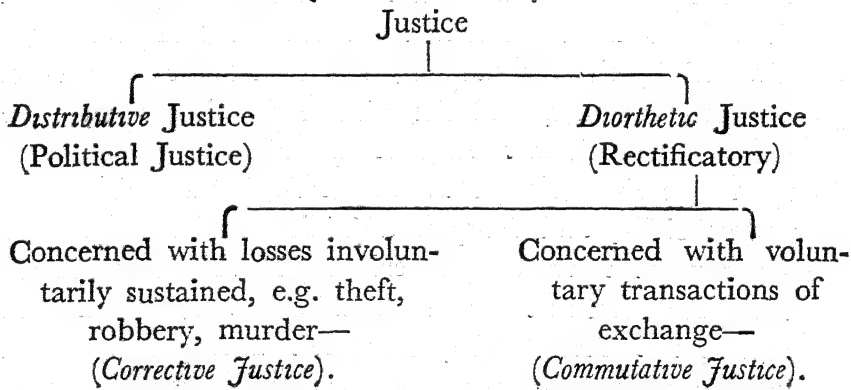 Justice
Distributive Justice
(Political Justice)
Diorthetic Justice
(Rectificatory)
Concerned with losses involun-
tarily sustained, e.g. theft,
robbery, murder—
(Corrective Justice).
Concerned with volun-
tary transactions of
exchange—
(Commutative Justice).